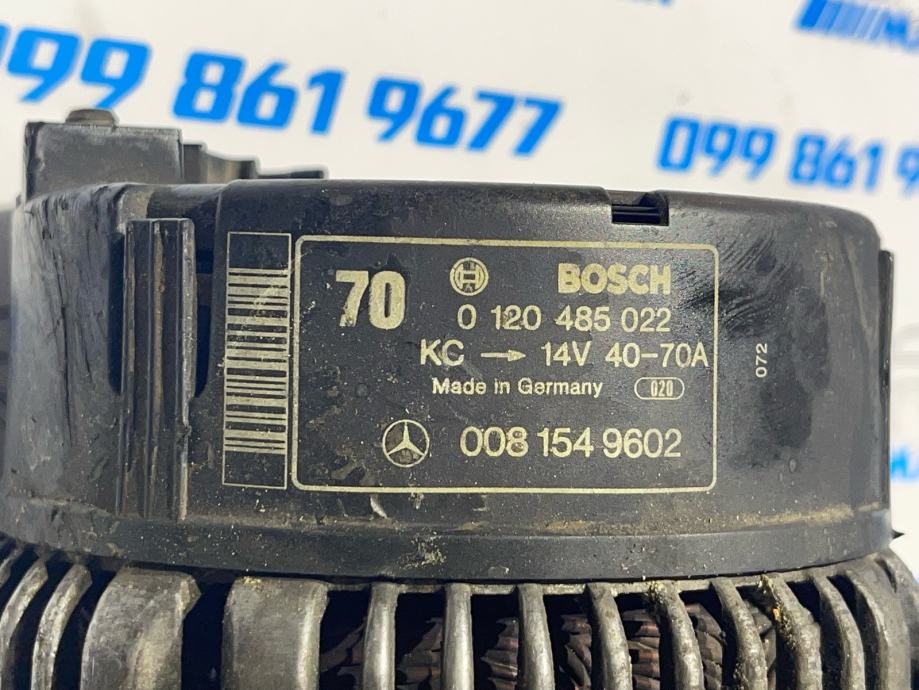 099 861 9677
099 861 9
70
BOSCH
0 120 485 022
KC → 14V 40-70A
Made in Germany 020
072
008 154 9602